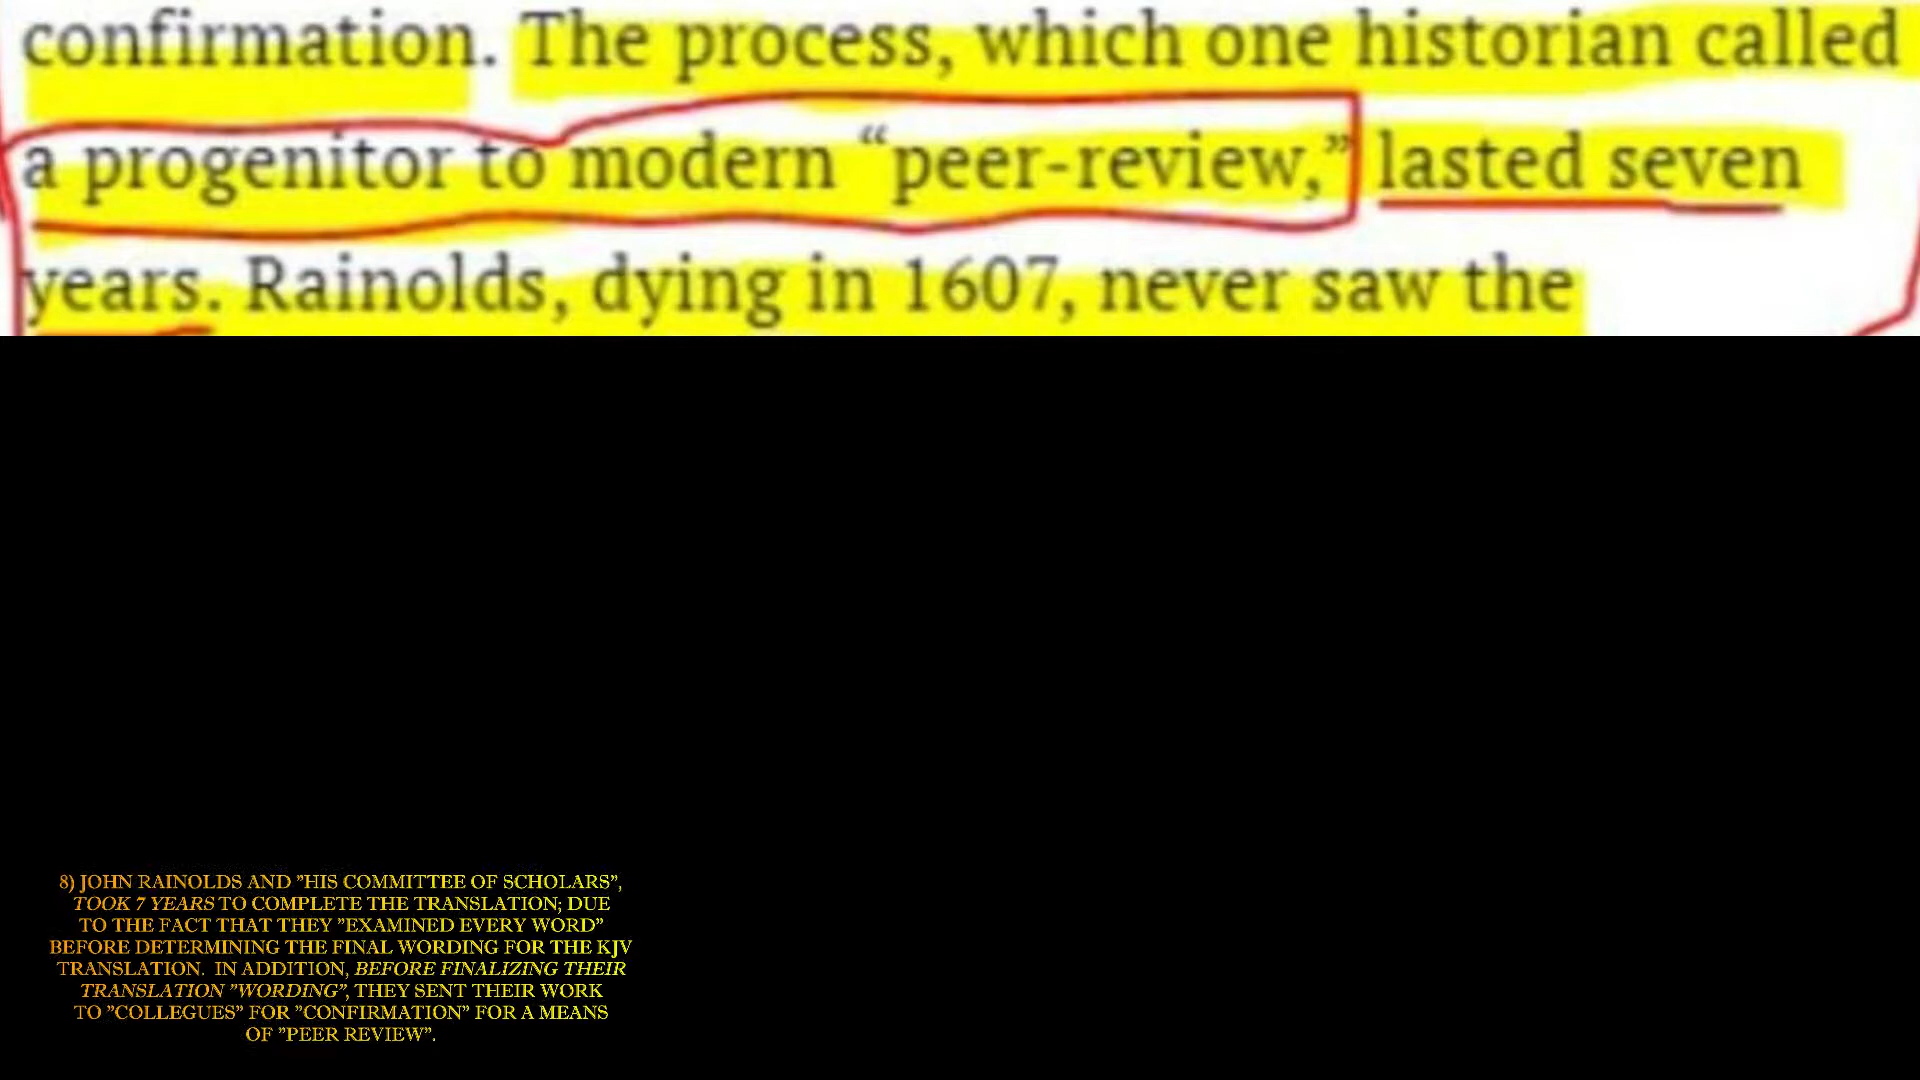 confirmation. The process, which one historian called
a progenitor to modern “peer-review,” lasted seven
years. Rainolds, dying in 1607, never saw the
8) JOHN RAINOLDS AND ”HIS COMMITTEE OF SCHOLARS”,
TOOK 7 YEARS TO COMPLETE THE TRANSLATION; DUE
TO THE FACT THAT THEY ”EXAMINED EVERY WORD”
BEFORE DETERMINING THE FINAL WORDING FOR THE KJV
TRANSLATION.  IN ADDITION, BEFORE FINALIZING THEIR
TRANSLATION ”WORDING”, THEY SENT THEIR WORK
TO ”COLLEGUES” FOR ”CONFIRMATION” FOR A MEANS
OF ”PEER REVIEW”.